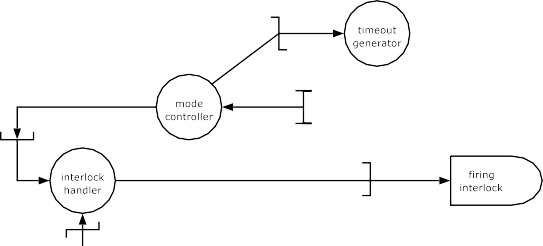 timeout
generator
mode
controller
interlock
handler
firing
interlock